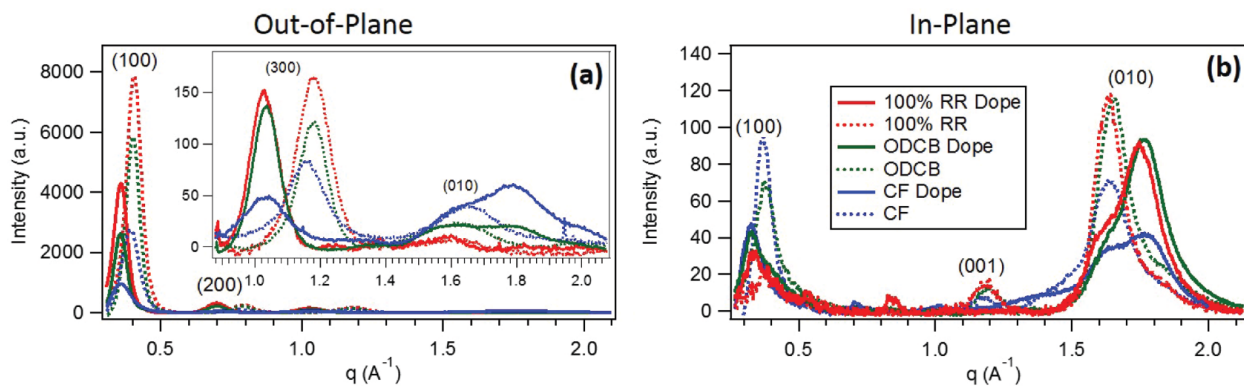 Out-of-Plane
In-Plane
(a)
(b)
(100)
(200)
(300)
(010)
8000
6000
4000
2000
0
Intensity (a.u.)
150
100
50
0
1.0
1.2
1.4
1.6
1.8
2.0
0.5
1.0
1.5
2.0
q (A⁻¹)
140
120
100
80
60
40
20
0
Intensity (a.u.)
(100)
(001)
(010)
100% RR Dope
100% RR
ODCB Dope
ODCB
CF Dope
CF
0.5
1.0
1.5
2.0
q (A⁻¹)